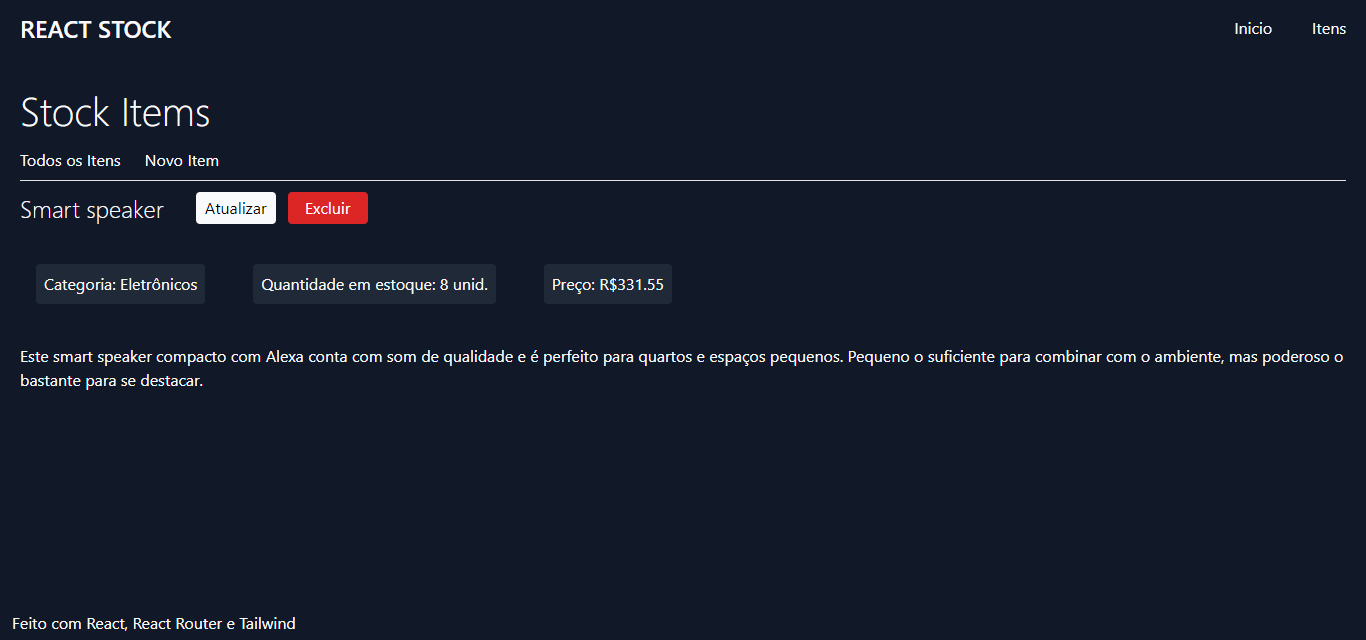 REACT STOCK
Inicio Itens
Stock Items
Todos os Itens Novo Item
Smart speaker Atualizar Excluir
Categoria: Eletrônicos Quantidade em estoque: 8 unid. Preço: R$331.55
Este smart speaker compacto com Alexa conta com som de qualidade e é perfeito para quartos e espaços pequenos. Pequeno o suficiente para combinar com o ambiente, mas poderoso o
bastante para se destacar.
Feito com React, React Router e Tailwind